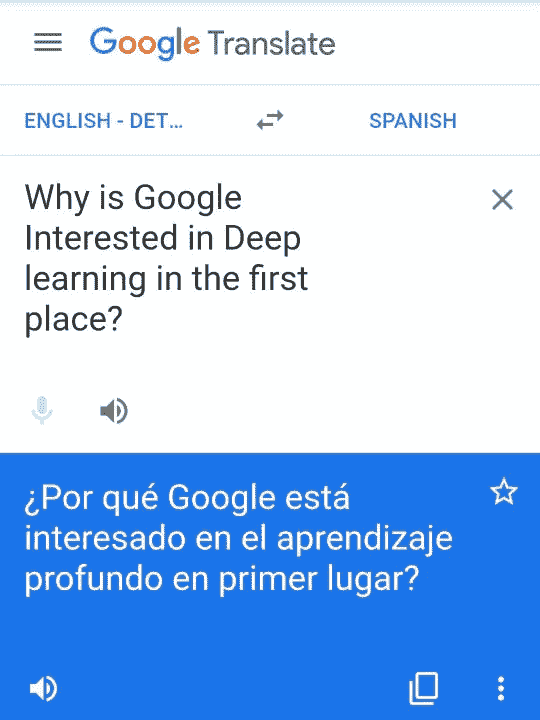 Google Translate
ENGLISH - DET...
SPANISH
Why is Google
Interested in Deep
learning in the first
place?
¿Por qué Google está
interesado en el aprendizaje
profundo en primer lugar?